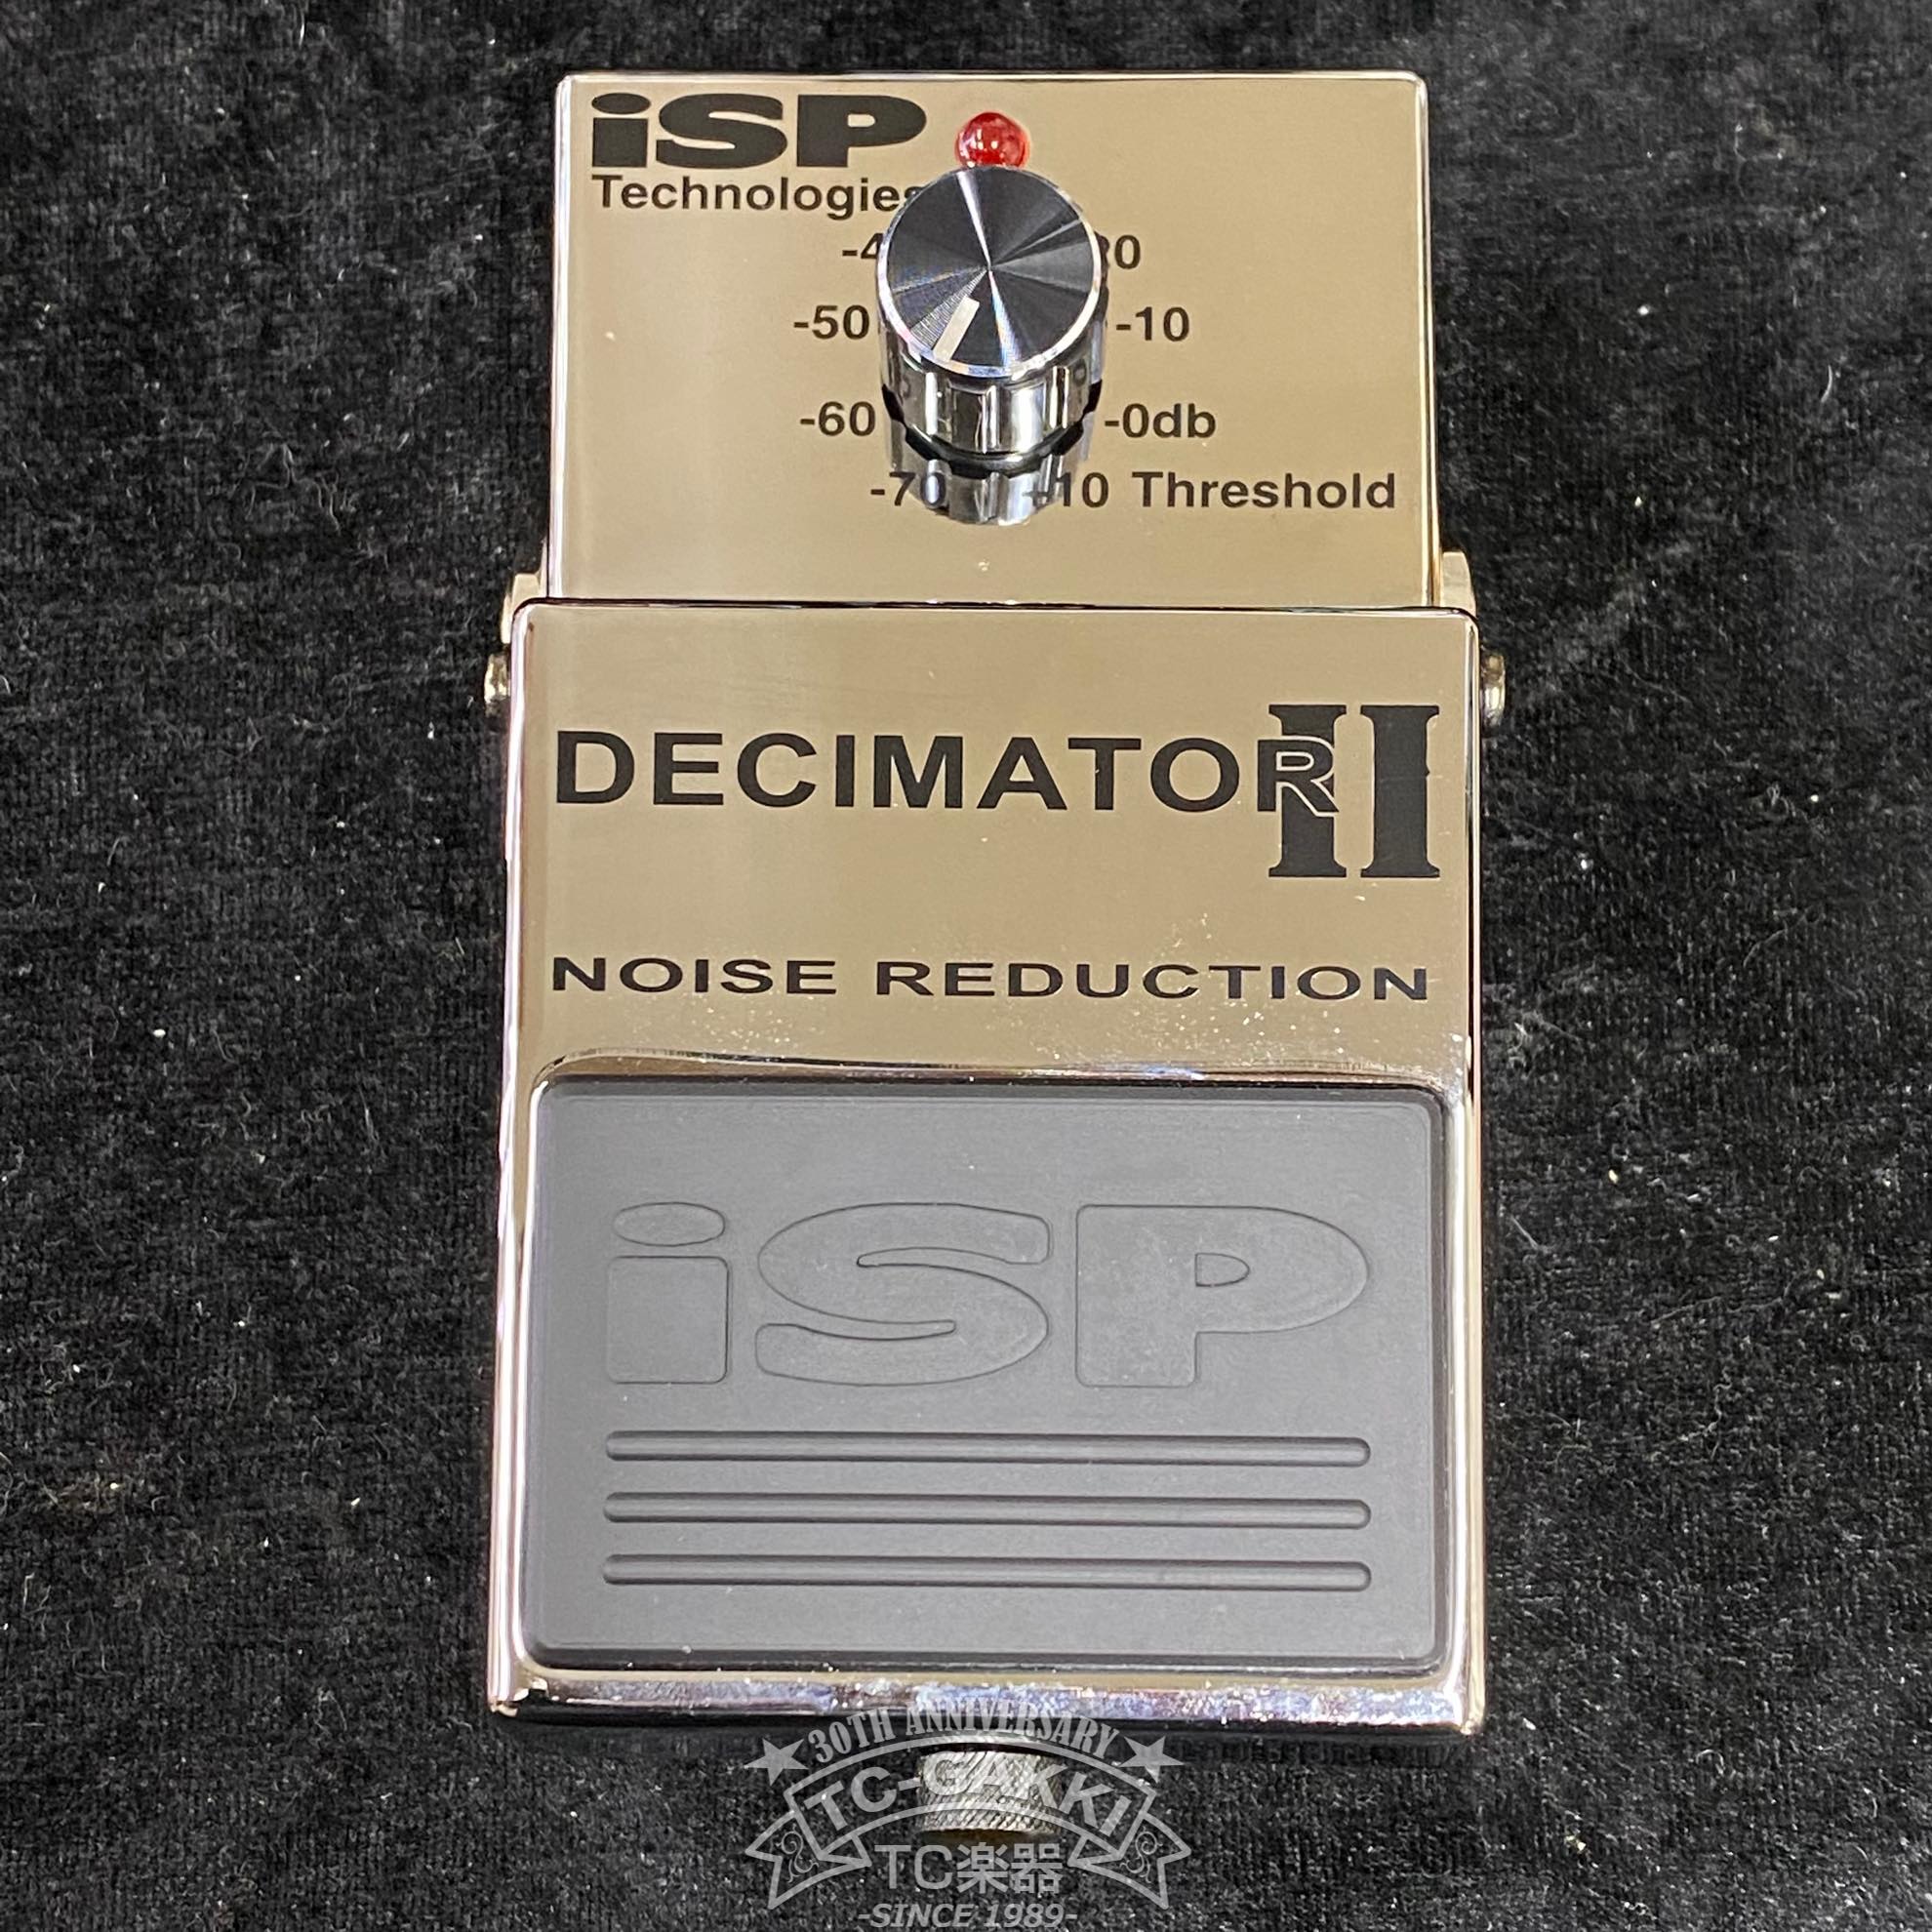 iSP
Technologies
-50
-10
-60
-0db
-70
+10 Threshold
DECIMATOR II
NOISE REDUCTION
iSP
30TH ANNIVERSARY
TC-GAKKI
TC楽器
-SINCE 1989-